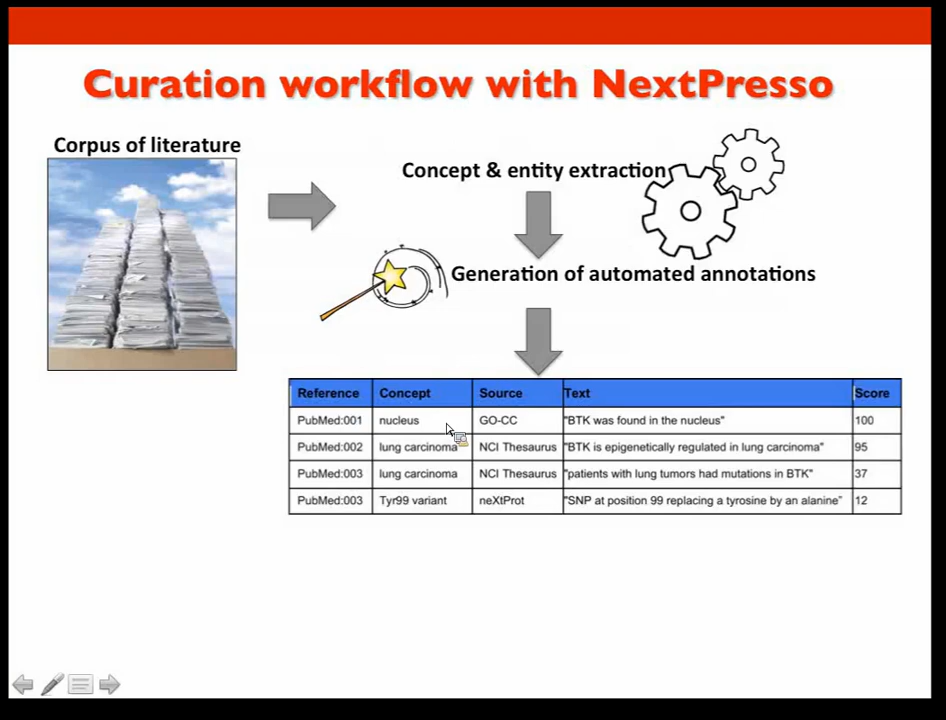 Curation workflow with NextPresso
Corpus of literature
Concept & entity extraction
Generation of automated annotations
Reference Concept Source Text Score
PubMed:001 nucleus GO-CC "BTK was found in the nucleus" 100
PubMed:002 lung carcinoma NCI Thesaurus "BTK is epigenetically regulated in lung carcinoma" 95
PubMed:003 lung carcinoma NCI Thesaurus "patients with lung tumors had mutations in BTK" 37
PubMed:003 Tyr99 variant neXtProt "SNP at position 99 replacing a tyrosine by an alanine" 12